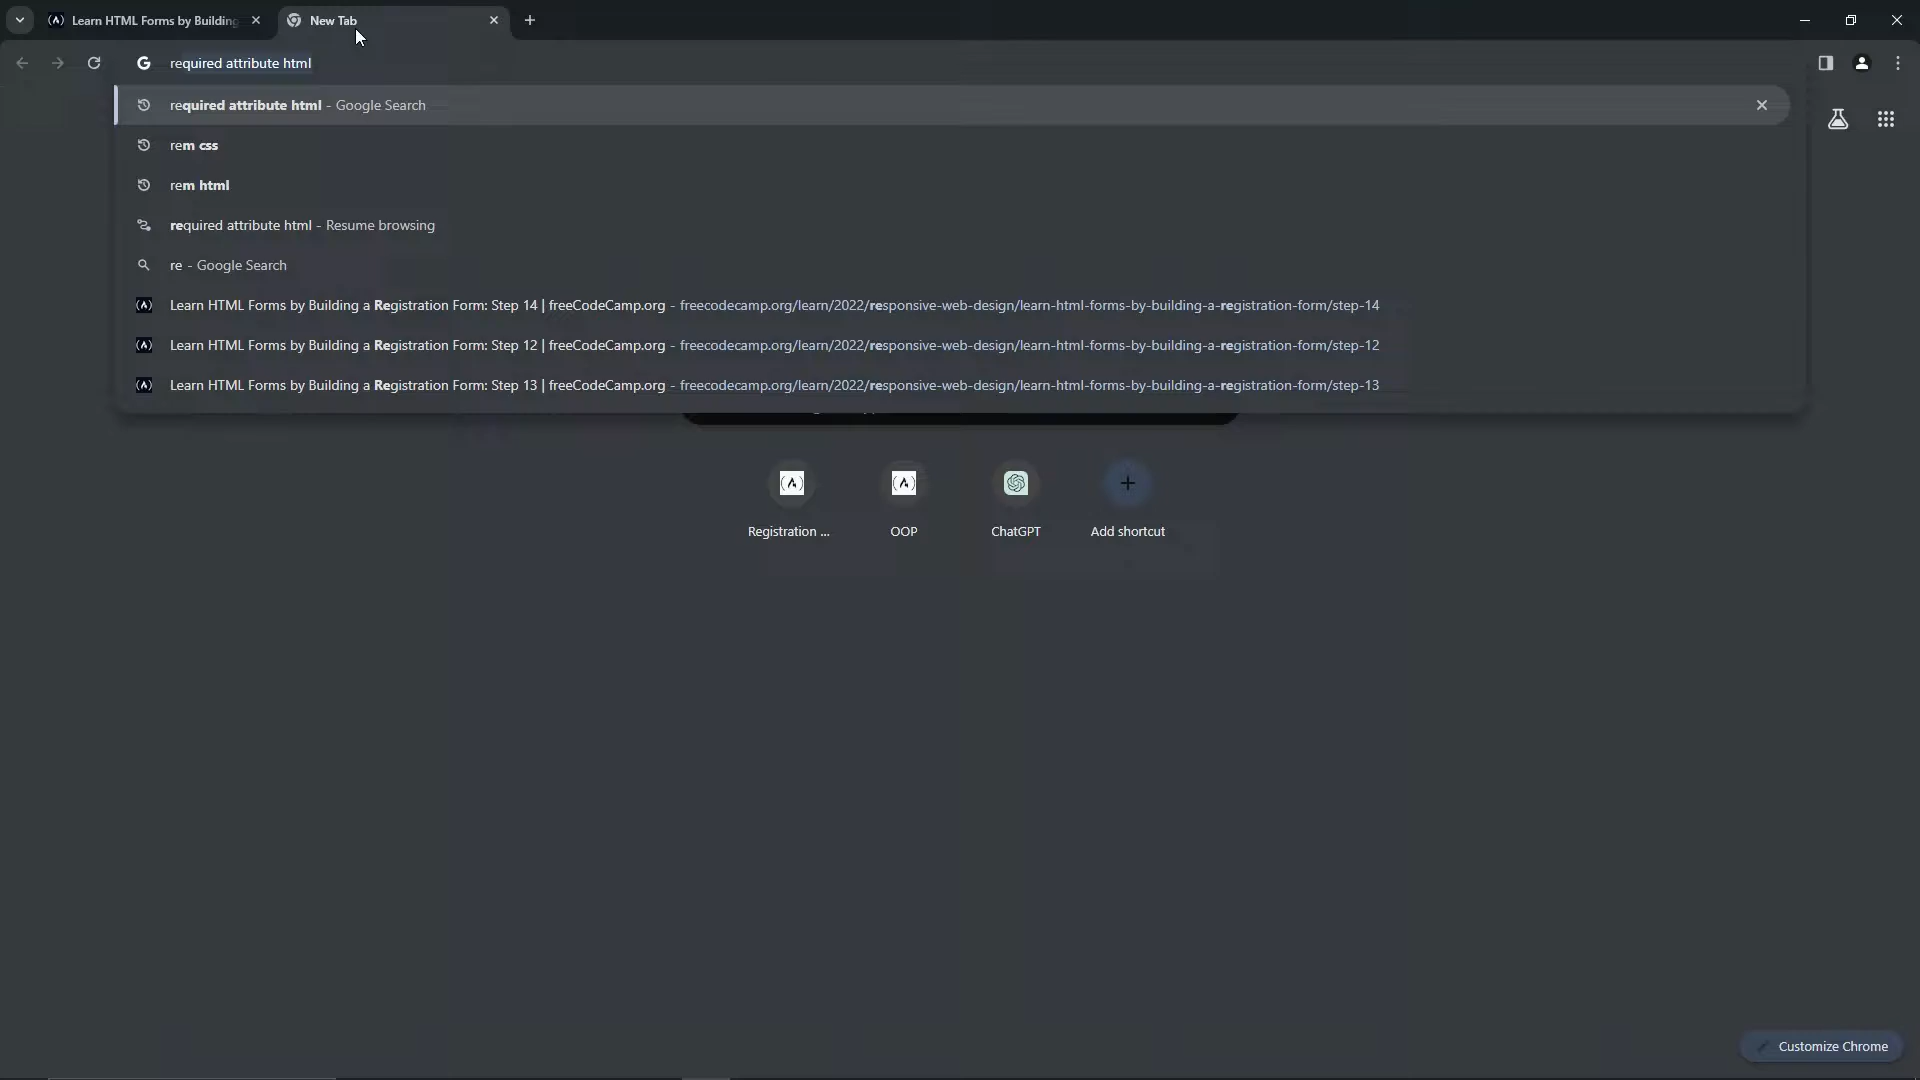 Learn HTML Forms by Building
New Tab
required attribute html
required attribute html - Google Search
rem css
rem html
required attribute html - Resume browsing
re - Google Search
Learn HTML Forms by Building a Registration Form: Step 14 | freeCodeCamp.org - freecodecamp.org/learn/2022/responsive-web-design/learn-html-forms-by-building-a-registration-form/step-14
Learn HTML Forms by Building a Registration Form: Step 12 | freeCodeCamp.org - freecodecamp.org/learn/2022/responsive-web-design/learn-html-forms-by-building-a-registration-form/step-12
Learn HTML Forms by Building a Registration Form: Step 13 | freeCodeCamp.org - freecodecamp.org/learn/2022/responsive-web-design/learn-html-forms-by-building-a-registration-form/step-13
Registration ...
OOP
ChatGPT
Add shortcut
Customize Chrome